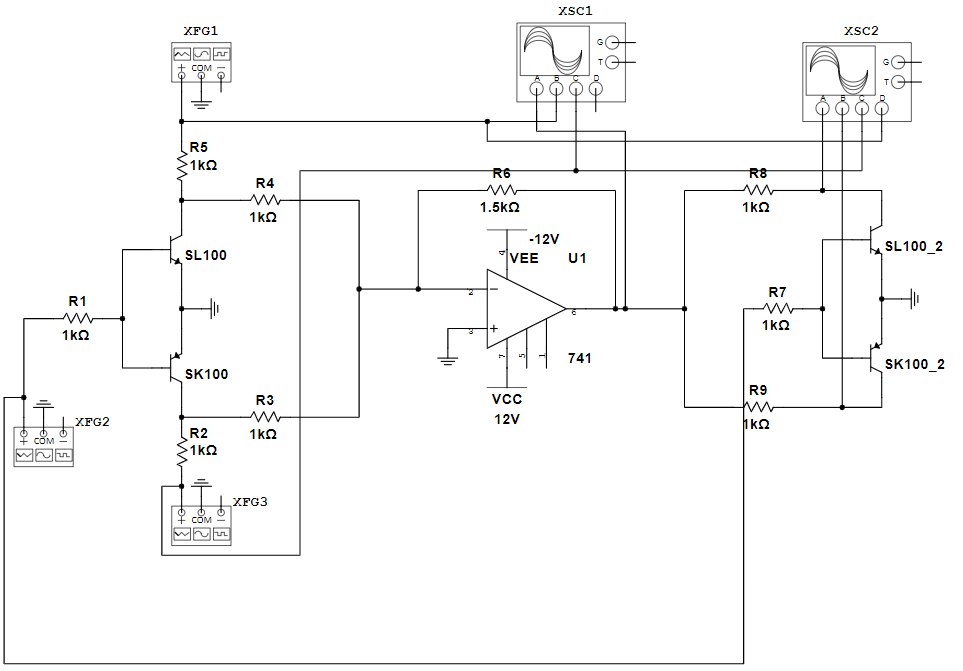 XSC1
XFG1
XSC2
G
T
A B C D
G
T
A B C D
+ COM −
R5
1kΩ
R4
1kΩ
R6
1.5kΩ
R8
1kΩ
-12V
4
VEE
U1
SL100
SL100_2
R1
1kΩ
2
3
6
7
5
1
741
R7
1kΩ
SK100
SK100_2
VCC
12V
R3
1kΩ
R9
1kΩ
R2
1kΩ
XFG2
+ COM −
XFG3
+ COM −